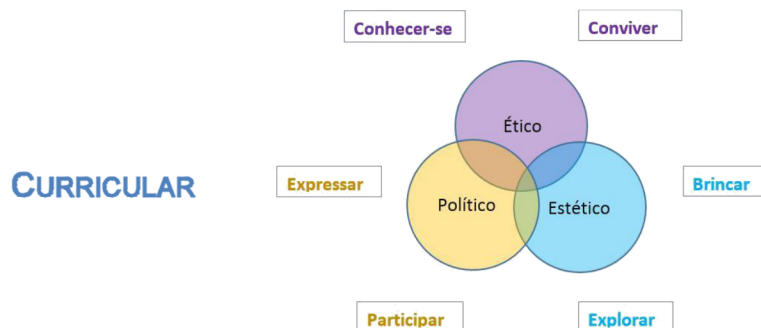 Conhecer-se
Conviver
Ético
CURRICULAR
Expressar
Político
Estético
Brincar
Participar
Explorar